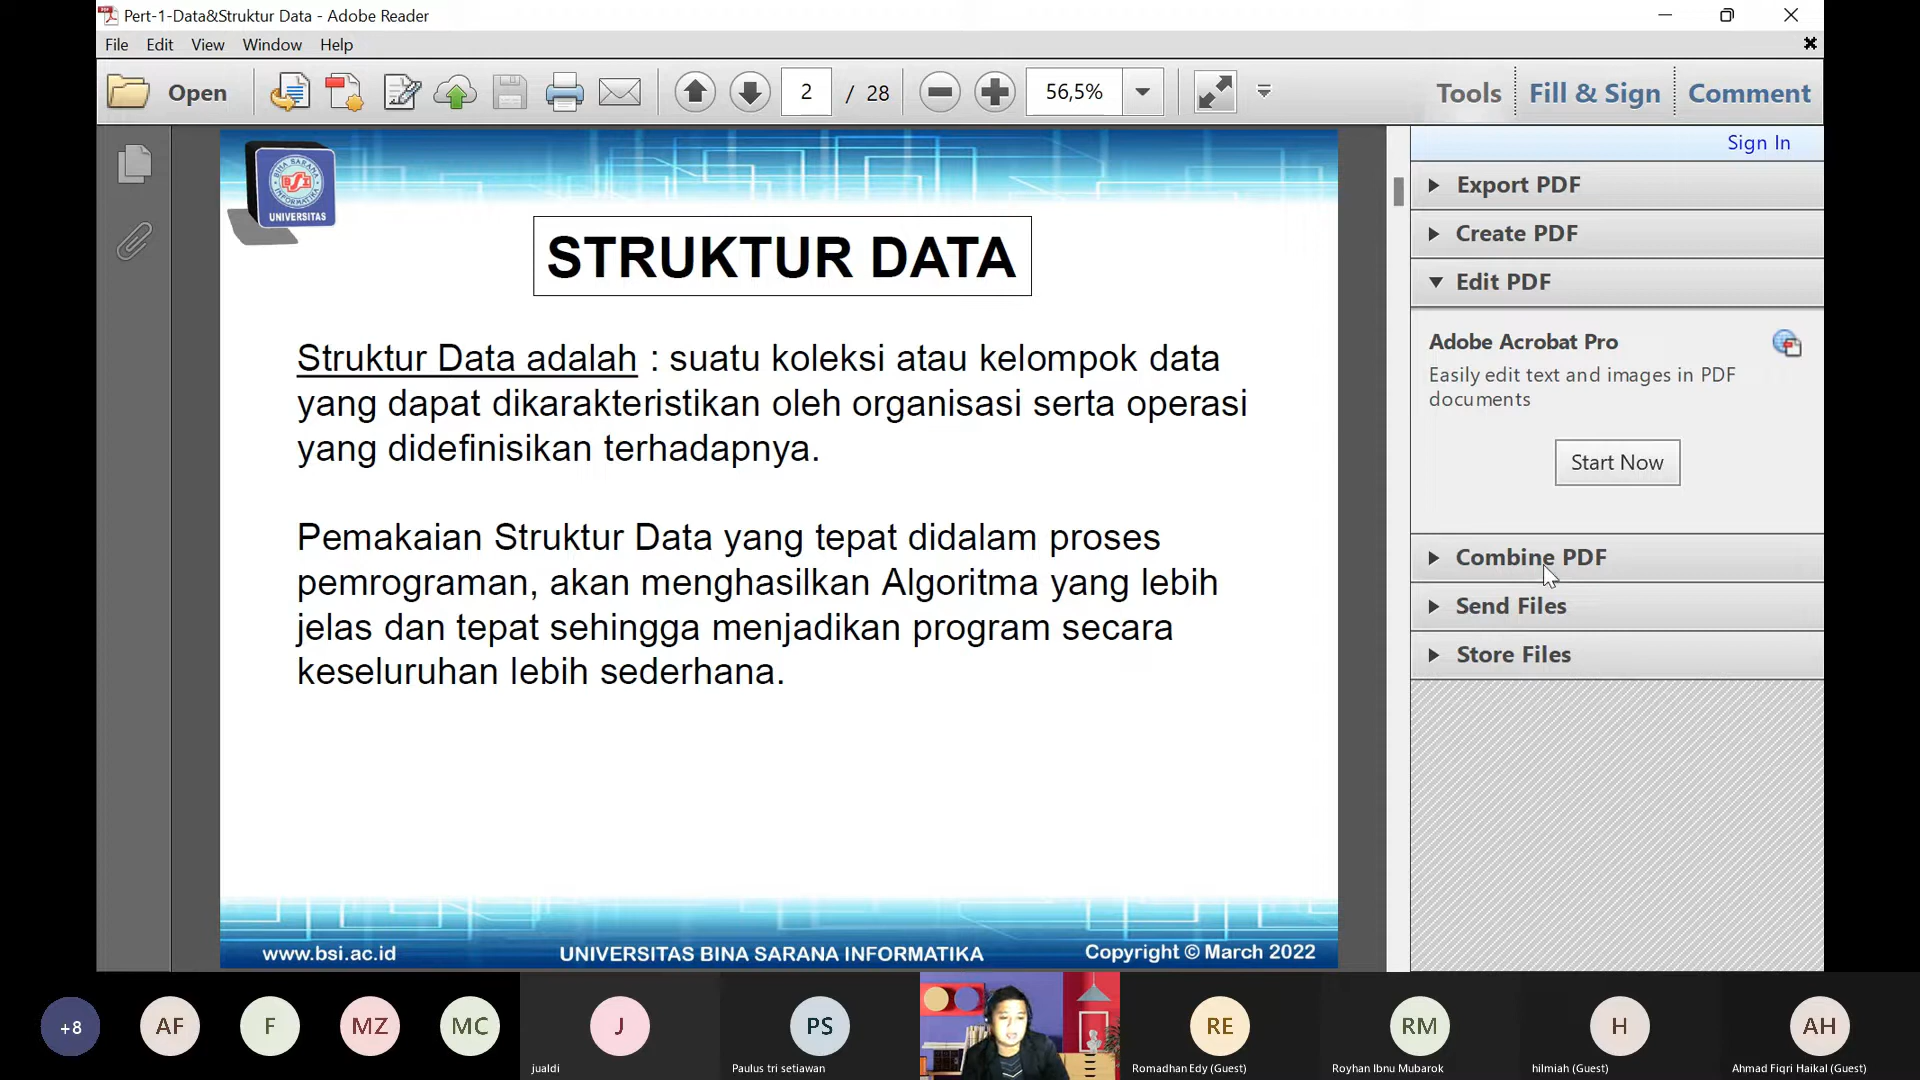 Pert-1-Data&Struktur Data - Adobe Reader
File Edit View Window Help
Open 2 / 28 56,5% Tools Fill & Sign Comment
Sign In
Export PDF
Create PDF
Edit PDF
Adobe Acrobat Pro
Easily edit text and images in PDF
documents
Start Now
Combine PDF
Send Files
Store Files
BINA SARANA
BSI
INFORMATIKA
UNIVERSITAS
STRUKTUR DATA
Struktur Data adalah : suatu koleksi atau kelompok data
yang dapat dikarakteristikan oleh organisasi serta operasi
yang didefinisikan terhadapnya.
Pemakaian Struktur Data yang tepat didalam proses
pemrograman, akan menghasilkan Algoritma yang lebih
jelas dan tepat sehingga menjadikan program secara
keseluruhan lebih sederhana.
www.bsi.ac.id UNIVERSITAS BINA SARANA INFORMATIKA Copyright © March 2022
+8 AF F MZ MC J PS RE RM H AH
jualdi Paulus tri setiawan Romadhan Edy (Guest) Royhan Ibnu Mubarok hilmiah (Guest) Ahmad Fiqri Haikal (Guest)